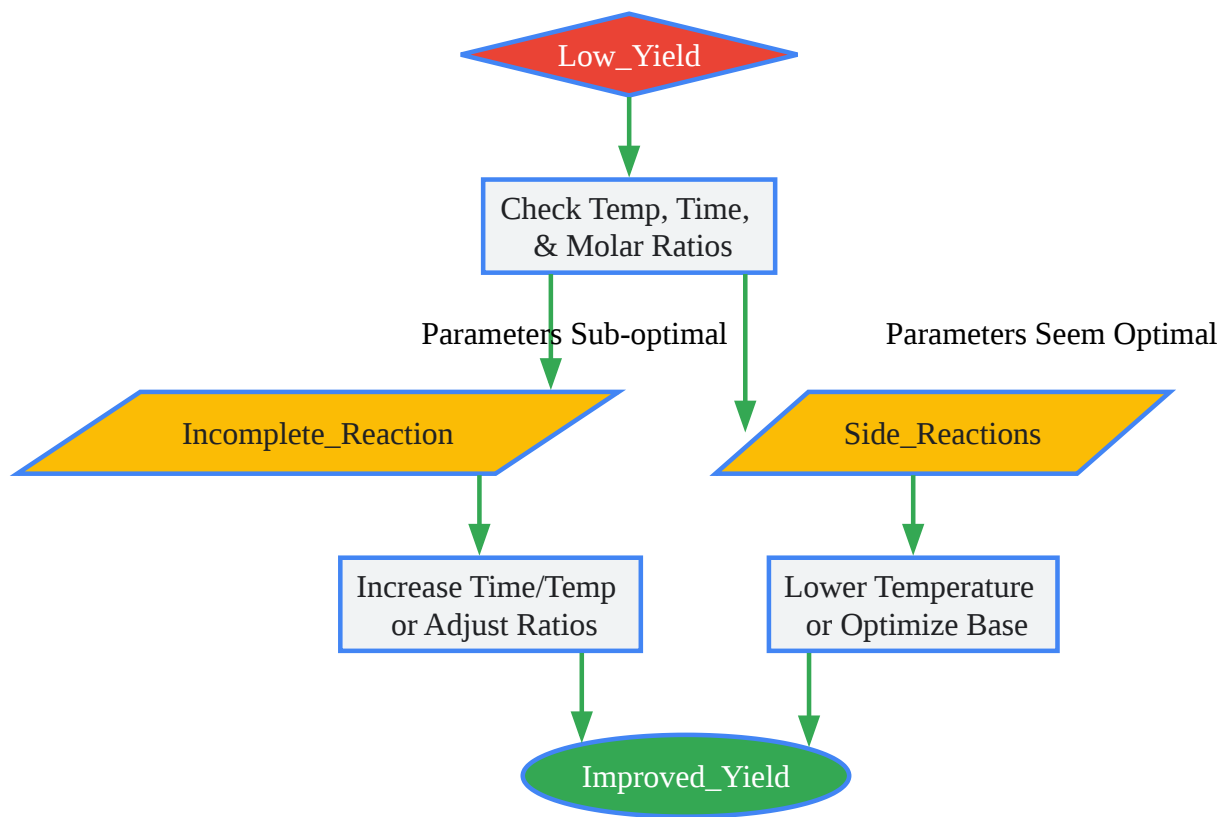 Low_Yield
Check Temp, Time,
& Molar Ratios
Parameters Sub-optimal
Parameters Seem Optimal
Incomplete_Reaction
Side_Reactions
Increase Time/Temp
or Adjust Ratios
Lower Temperature
or Optimize Base
Improved_Yield